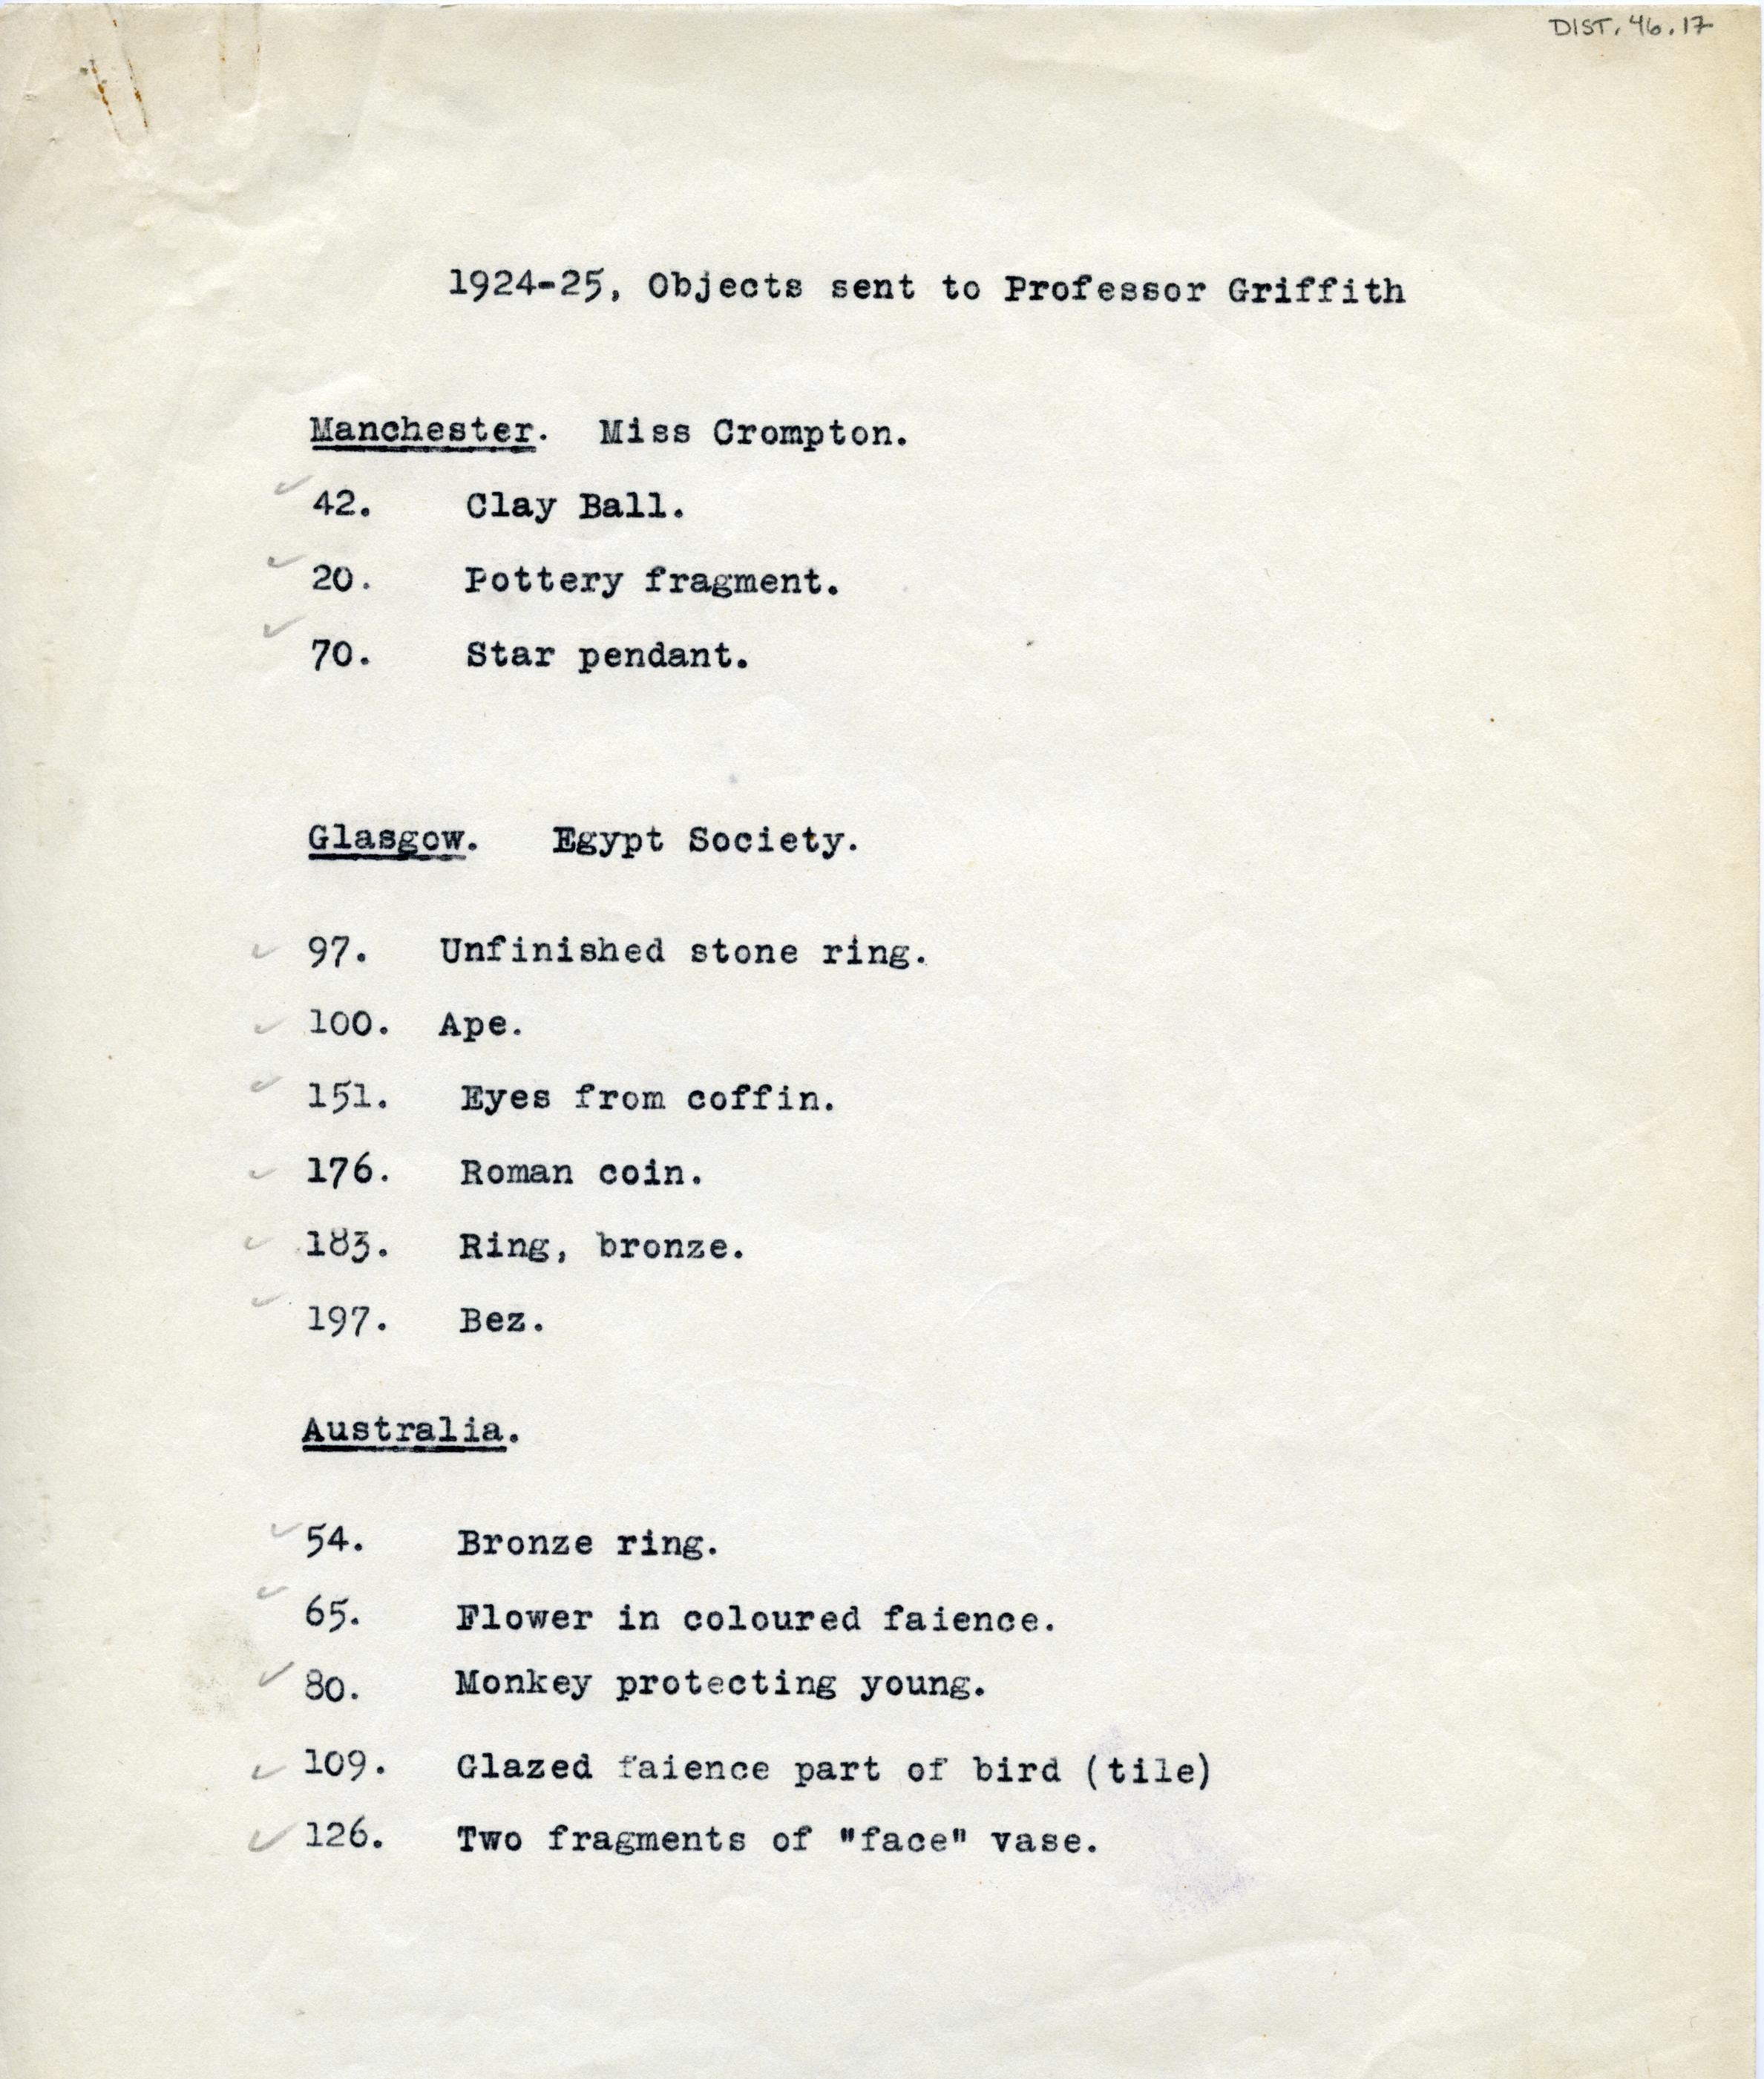 DIST. 46.17
1924-25, Objects sent to Professor Griffith
Manchester. Miss Crompton.
42. Clay Ball.
20. Pottery fragment.
70. Star pendant.
Glasgow. Egypt Society.
97. Unfinished stone ring.
100. Ape.
151. Eyes from coffin.
176. Roman coin.
183. Ring, bronze.
197. Bez.
Australia.
54. Bronze ring.
65. Flower in coloured faience.
80. Monkey protecting young.
109. Glazed faience part of bird (tile)
126. Two fragments of "face" vase.